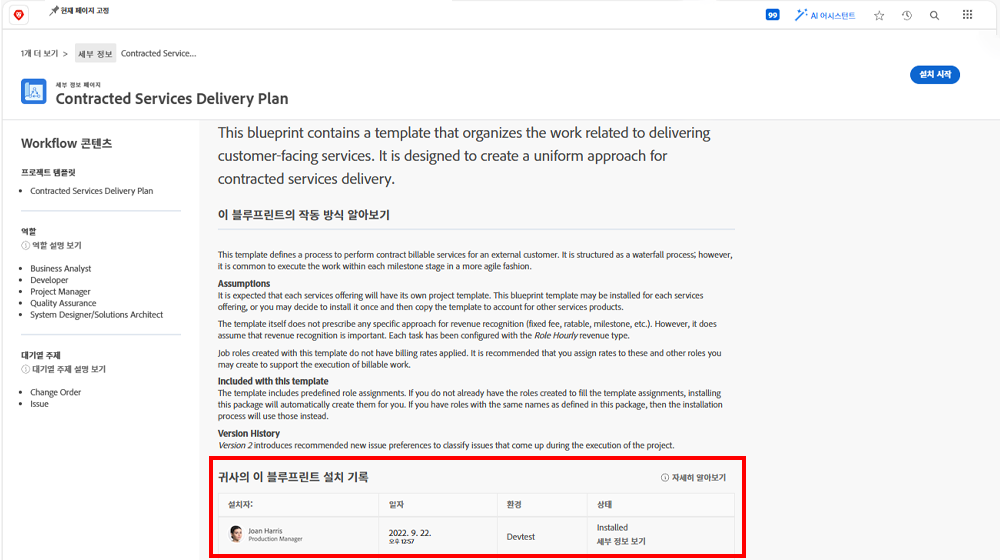 현재 페이지 고정
99
AI 어시스턴트
1개 더 보기 > 세부 정보 Contracted Service...
세부 정보 페이지
Contracted Services Delivery Plan
설치 시작
Workflow 콘텐츠
프로젝트 템플릿
Contracted Services Delivery Plan
역할
역할 설명 보기
Business Analyst
Developer
Project Manager
Quality Assurance
System Designer/Solutions Architect
대기열 주제
대기열 주제 설명 보기
Change Order
Issue
This blueprint contains a template that organizes the work related to delivering
customer-facing services. It is designed to create a uniform approach for
contracted services delivery.
이 블루프린트의 작동 방식 알아보기
This template defines a process to perform contract billable services for an external customer. It is structured as a waterfall process; however,
it is common to execute the work within each milestone stage in a more agile fashion.
Assumptions
It is expected that each services offering will have its own project template. This blueprint template may be installed for each services
offering, or you may decide to install it once and then copy the template to account for other services products.
The template itself does not prescribe any specific approach for revenue recognition (fixed fee, ratable, milestone, etc.). However, it does
assume that revenue recognition is important. Each task has been configured with the Role Hourly revenue type.
Job roles created with this template do not have billing rates applied. It is recommended that you assign rates to these and other roles you
may create to support the execution of billable work.
Included with this template
The template includes predefined role assignments. If you do not already have the roles created to fill the template assignments, installing
this package will automatically create them for you. If you have roles with the same names as defined in this package, then the installation
process will use those instead.
Version History
Version 2 introduces recommended new issue preferences to classify issues that come up during the execution of the project.
귀사의 이 블루프린트 설치 기록
자세히 알아보기
설치자: 일자 환경 상태
Joan Harris
Production Manager
2022. 9. 22.
오후 12:57
Devtest
Installed
세부 정보 보기